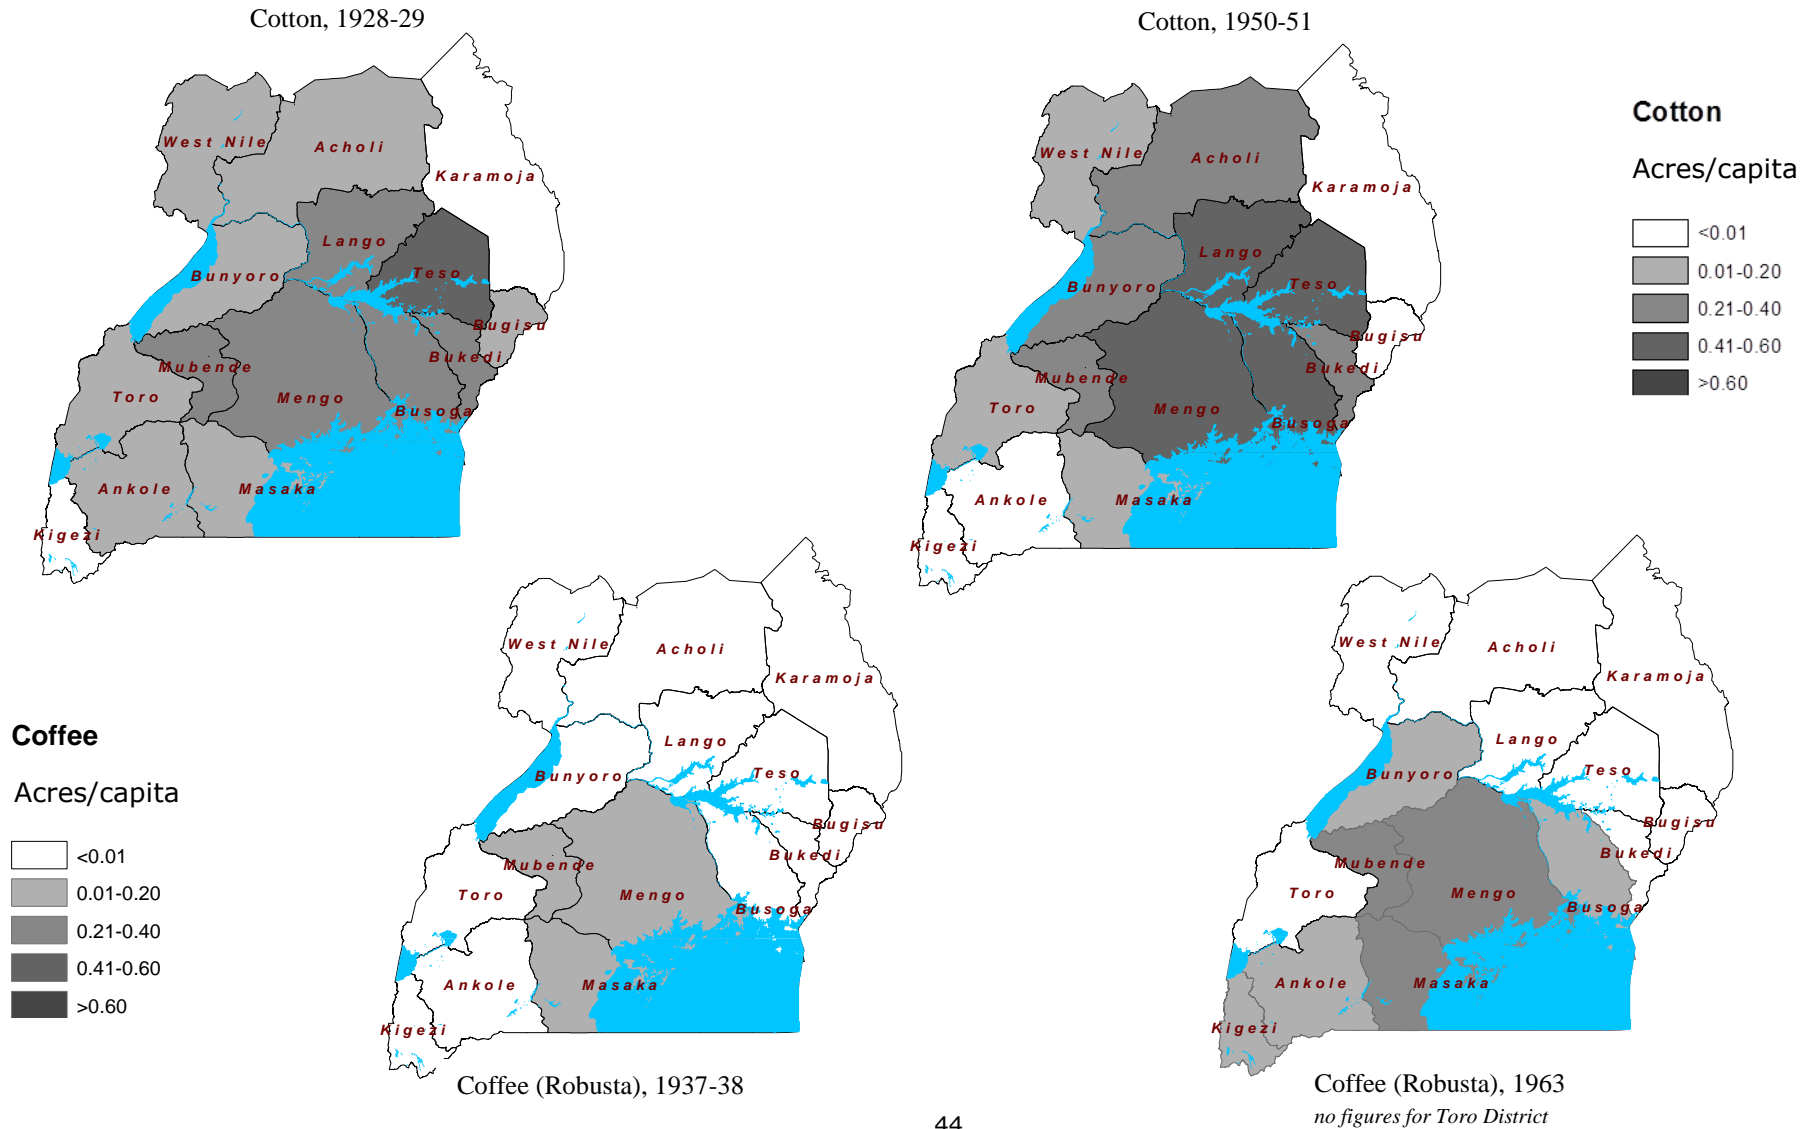 Cotton, 1928-29
West Nile
Acholi
Karamoja
Lango
Bunyoro
Teso
Bugisu
Bukedi
Mubende
Toro
Mengo
Busoga
Ankole
Masaka
Kigezi
Cotton, 1950-51
West Nile
Acholi
Karamoja
Lango
Bunyoro
Teso
Bugisu
Bukedi
Mubende
Toro
Mengo
Busoga
Ankole
Masaka
Kigezi
Cotton
Acres/capita
<0.01
0.01-0.20
0.21-0.40
0.41-0.60
>0.60
Coffee
Acres/capita
<0.01
0.01-0.20
0.21-0.40
0.41-0.60
>0.60
West Nile
Acholi
Karamoja
Lango
Bunyoro
Teso
Bugisu
Bukedi
Mubende
Toro
Mengo
Busoga
Ankole
Masaka
Kigezi
Coffee (Robusta), 1937-38
West Nile
Acholi
Karamoja
Lango
Bunyoro
Teso
Bugisu
Bukedi
Mubende
Toro
Mengo
Busoga
Ankole
Masaka
Kigezi
Coffee (Robusta), 1963
no figures for Toro District
44